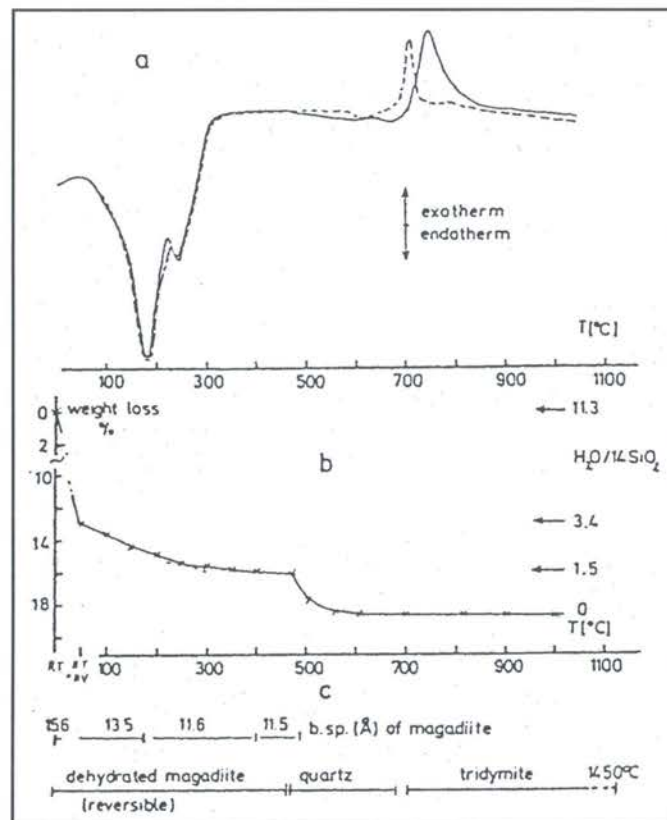 a
exotherm
endotherm
T[°C]
100 300 500 700 900 1100
weight loss
%
0
2
10
14
18
b
11.3
H₂O/14SiO₂
3.4
1.5
0
T[°C]
RT
100 300 500 700 900 1100
c
15.6 13.5 11.6 11.5 b.sp.(Å) of magadiite
dehydrated magadiite quartz tridymite 1450°C
(reversible)